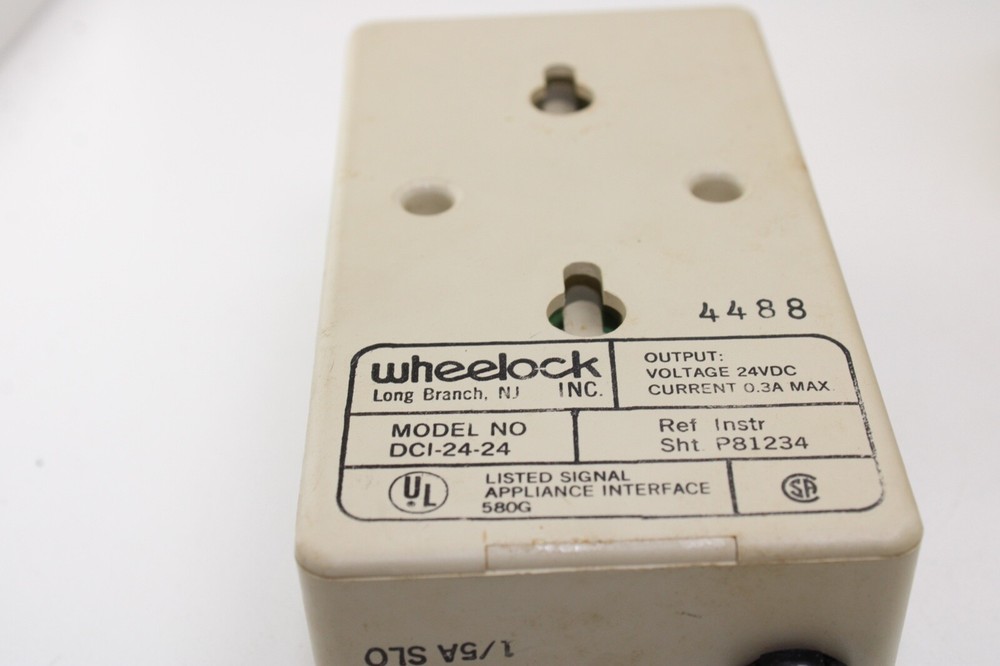 4488
wheelock
Long Branch, NJ INC.
OUTPUT:
VOLTAGE 24VDC
CURRENT 0.3A MAX.
MODEL NO
DCI-24-24
Ref Instr
Sht. P81234
UL
LISTED SIGNAL
APPLIANCE INTERFACE
580G
SA
1/5A SLO